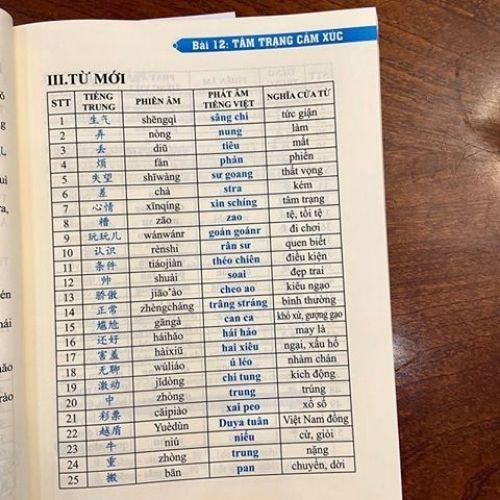 Bài 12: TÂM TRẠNG CẢM XÚC
III.TỪ MỚI
STT TIẾNG TRUNG PHIÊN ÂM PHÁT ÂM TIẾNG VIỆT NGHĨA CỦA TỪ
1 生气 shēngqì sâng chi tức giận
2 弄 nòng nung làm
3 丢 diū tiêu mất
4 烦 fán phán phiền
5 失望 shīwàng sư goang thất vọng
6 差 chà stra kém
7 心情 xīnqíng xin schíng tâm trạng
8 糟 zāo zao tệ, tồi tệ
9 玩玩儿 wánwánr goán goánr đi chơi
10 认识 rènshi rân sư quen biết
11 条件 tiáojiàn théo chiên điều kiện
12 帅 shuài soai đẹp trai
13 骄傲 jiāo'ào cheo ao kiêu ngạo
14 正常 zhèngcháng trâng stráng bình thường
15 尴尬 gāngà can ca khó xử, gượng gạo
16 还好 háihǎo hái hảo may là
17 害羞 hàixiū hai xiêu ngại, xấu hổ
18 无聊 wúliáo ú léo nhàm chán
19 激动 jīdòng chi tung kích động
20 中 zhòng trung trúng
21 彩票 cǎipiào xai peo xổ số
22 越盾 Yuèdùn Duya tuân Việt Nam đồng
23 牛 niú niếu cừ, giỏi
24 重 zhòng trung nặng
25 搬 bān pan chuyển, dời